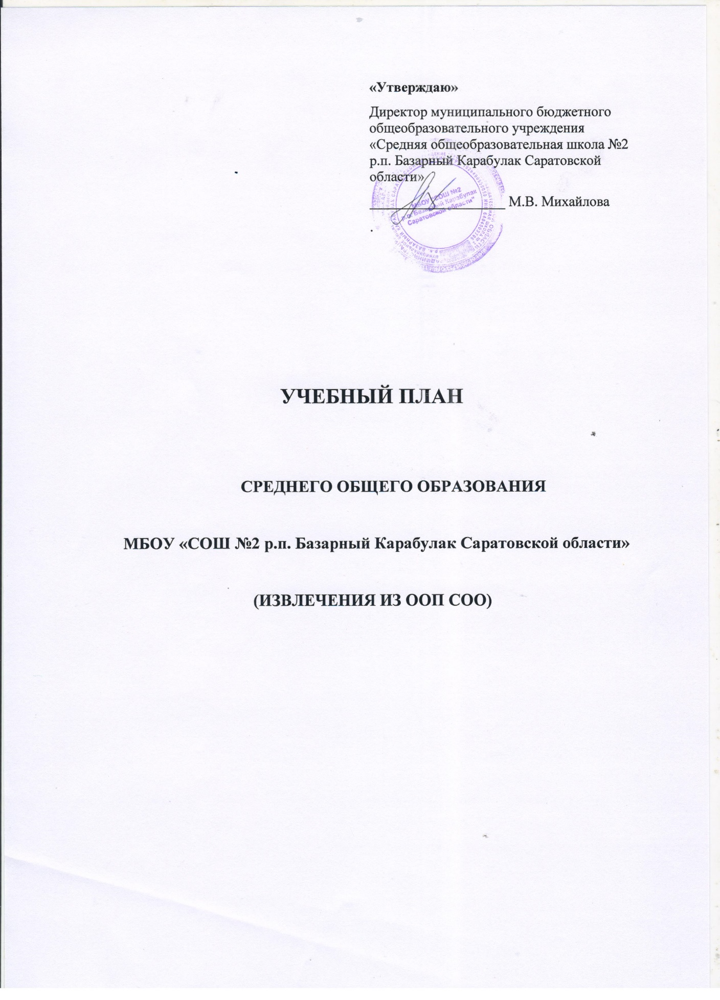 «Утверждаю»
Директор муниципального бюджетного
общеобразовательного учреждения
«Средняя общеобразовательная школа №2
р.п. Базарный Карабулак Саратовской
области»
М.В. Михайлова
МБОУ "СОШ №2
р.п. Базарный Карабулак
Саратовской области"
УЧЕБНЫЙ ПЛАН
СРЕДНЕГО ОБЩЕГО ОБРАЗОВАНИЯ
МБОУ «СОШ №2 р.п. Базарный Карабулак Саратовской области»
(ИЗВЛЕЧЕНИЯ ИЗ ООП СОО)